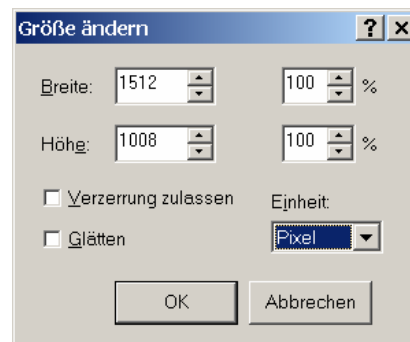 Größe ändern ? x
Breite: 1512 100 %
Höhe: 1008 100 %
Verzerrung zulassen Einheit:
Glätten Pixel
OK Abbrechen